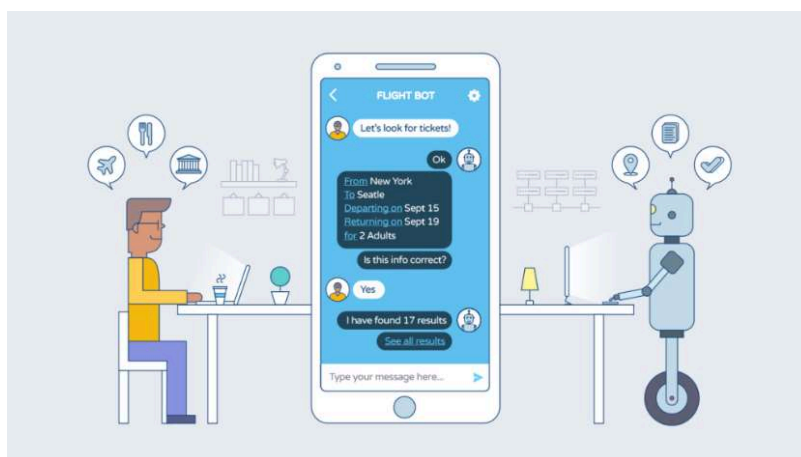 FLIGHT BOT
Let's look for tickets!
Ok
From New York
To Seatle
Departing on Sept 15
Returning on Sept 19
for 2 Adults
Is this info correct?
Yes
I have found 17 results
See all results
Type your message here...